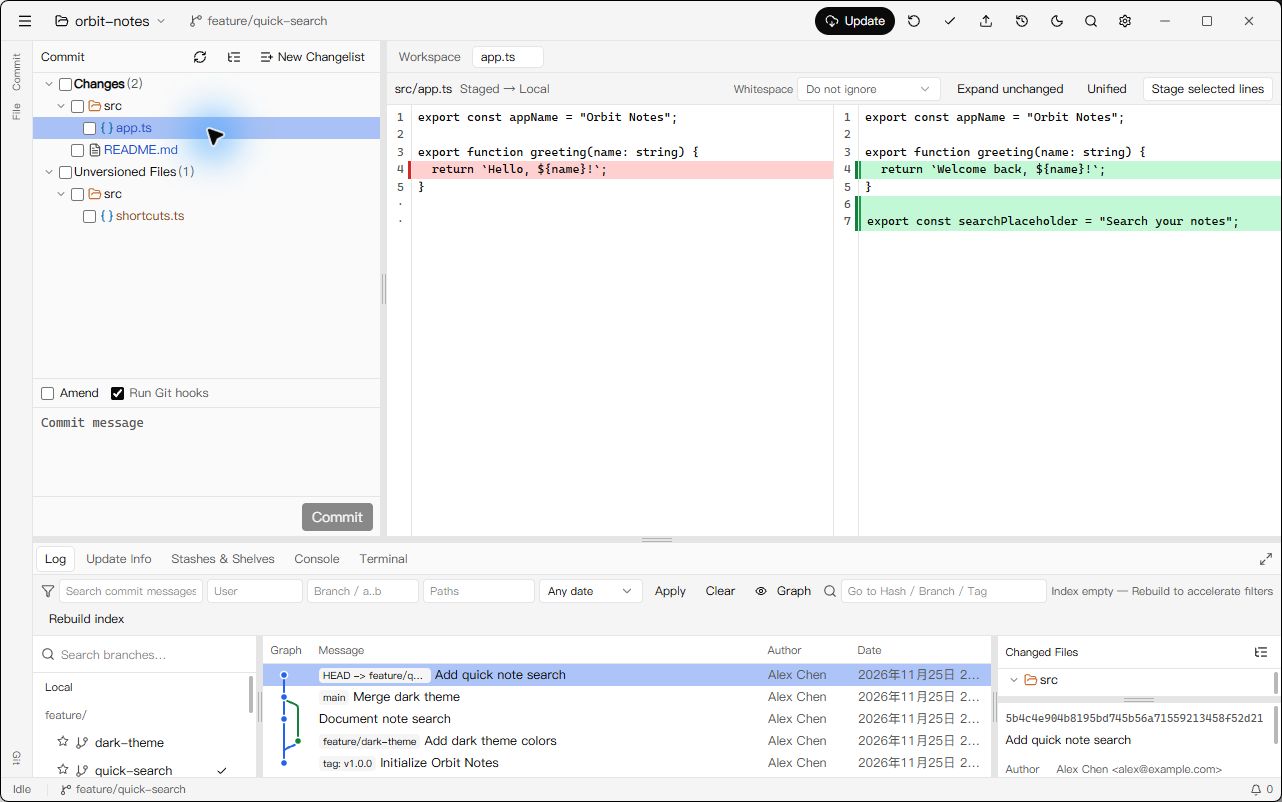 orbit-notes feature/quick-search Update
Commit
File
Git
Commit New Changelist
Changes (2)
src
{ } app.ts
README.md
Unversioned Files (1)
src
{ } shortcuts.ts
Amend Run Git hooks
Commit message
Commit
Workspace app.ts
src/app.ts Staged → Local Whitespace Do not ignore Expand unchanged Unified Stage selected lines
1 export const appName = "Orbit Notes";
2
3 export function greeting(name: string) {
4 return `Hello, ${name}!`;
5 }
·
·
1 export const appName = "Orbit Notes";
2
3 export function greeting(name: string) {
4 return `Welcome back, ${name}!`;
5 }
6
7 export const searchPlaceholder = "Search your notes";
Log Update Info Stashes & Shelves Console Terminal
Search commit messages User Branch / a..b Paths Any date Apply Clear Graph Go to Hash / Branch / Tag Index empty — Rebuild to accelerate filters
Rebuild index
Search branches...
Local
feature/
dark-theme
quick-search
Graph Message Author Date
HEAD -> feature/q... Add quick note search Alex Chen 2026年11月25日 2...
main Merge dark theme Alex Chen 2026年11月25日 2...
Document note search Alex Chen 2026年11月25日 2...
feature/dark-theme Add dark theme colors Alex Chen 2026年11月25日 2...
tag: v1.0.0 Initialize Orbit Notes Alex Chen 2026年11月25日 2...
Changed Files
src
5b4c4e904b8195bd745b56a71559213458f52d21
Add quick note search
Author Alex Chen <alex@example.com>
Idle feature/quick-search 0